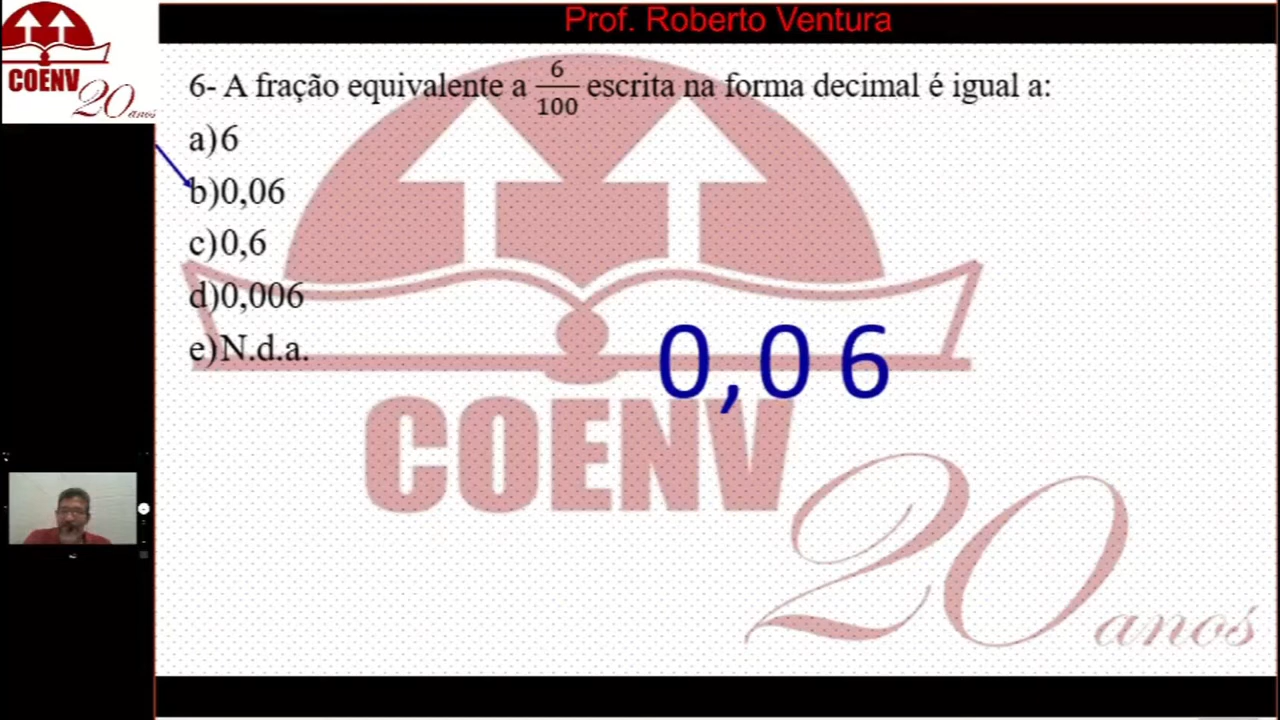 Prof. Roberto Ventura
COENV
20 anos
6- A fração equivalente a 6/100 escrita na forma decimal é igual a:
a)6
b)0,06
c)0,6
d)0,006
e)N.d.a.
0,06
COENV
20 anos